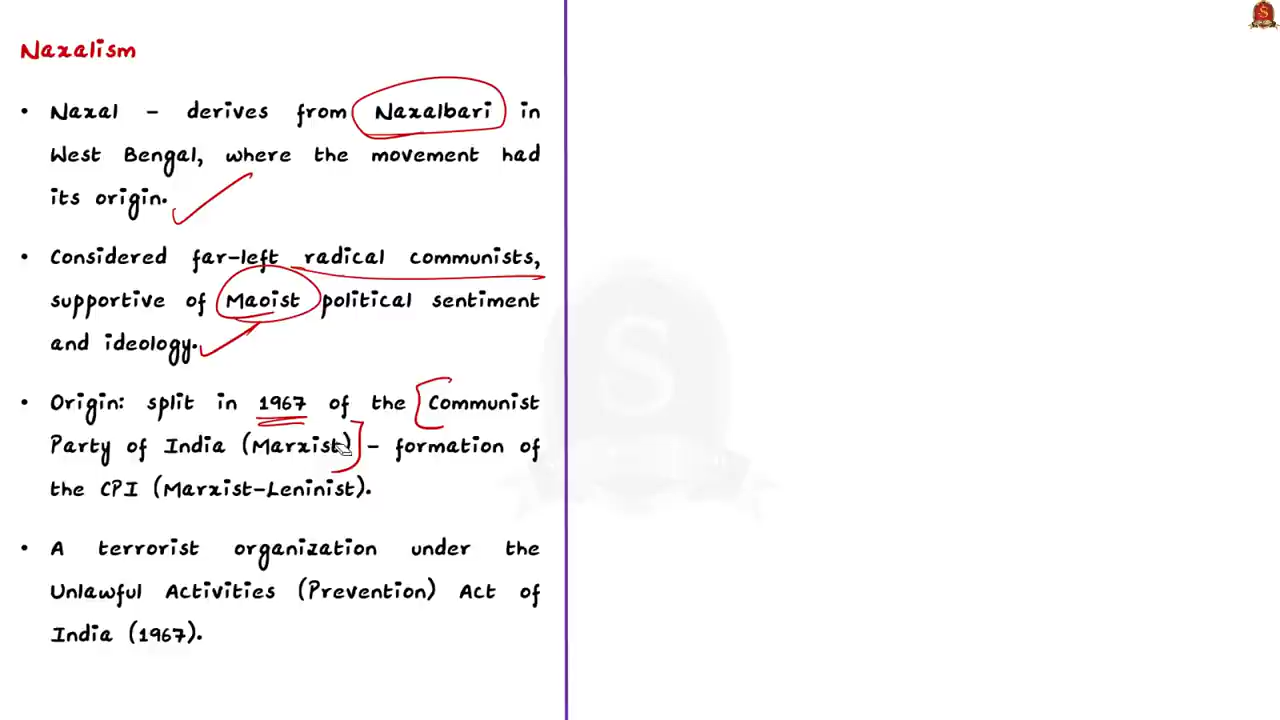 Naxalism
• Naxal – derives from Naxalbari in
West Bengal, where the movement had
its origin.
• Considered far-left radical communists,
supportive of Maoist political sentiment
and ideology.
• Origin: split in 1967 of the Communist
Party of India (Marxist) – formation of
the CPI (Marxist-Leninist).
• A terrorist organization under the
Unlawful Activities (Prevention) Act of
India (1967).
S
S